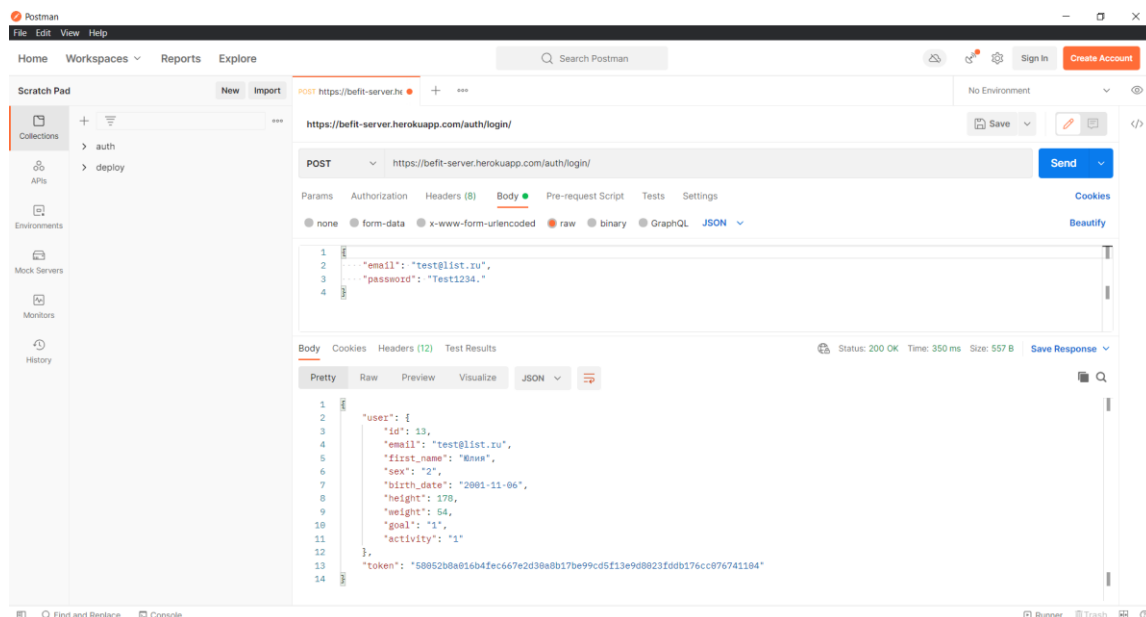 Postman
File Edit View Help
Home Workspaces Reports Explore
Search Postman
Sign In Create Account
Scratch Pad New Import
POST https://befit-server.he
No Environment
Collections
APIs
Environments
Mock Servers
Monitors
History
auth
deploy
https://befit-server.herokuapp.com/auth/login/
Save
POST https://befit-server.herokuapp.com/auth/login/ Send
Params Authorization Headers (8) Body Pre-request Script Tests Settings Cookies
none form-data x-www-form-urlencoded raw binary GraphQL JSON Beautify
1 {
2 "email": "test@list.ru",
3 "password": "Test1234."
4 }
Body Cookies Headers (12) Test Results Status: 200 OK Time: 350 ms Size: 557 B Save Response
Pretty Raw Preview Visualize JSON
1 {
2 "user": {
3 "id": 13,
4 "email": "test@list.ru",
5 "first_name": "Юлия",
6 "sex": "2",
7 "birth_date": "2001-11-06",
8 "height": 178,
9 "weight": 54,
10 "goal": "1",
11 "activity": "1"
12 },
13 "token": "58052b8a016b4fec667e2d30a8b17be99cd5f13e9d8023fddb176cc076741104"
14 }
Find and Replace Console Runner Trash